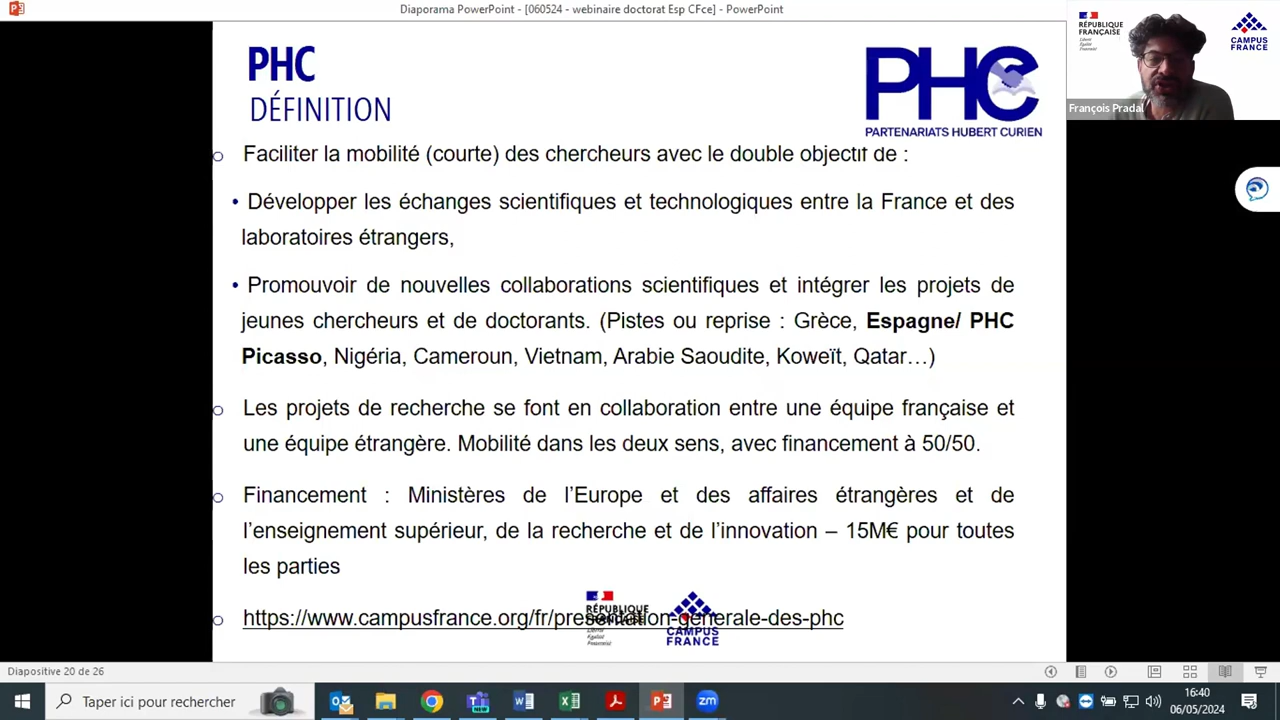 Diaporama PowerPoint - [060524 - webinaire doctorat Esp CFce] - PowerPoint
PHC
DÉFINITION
PHC
PARTENARIATS HUBERT CURIEN
RÉPUBLIQUE
FRANÇAISE
Liberté
Égalité
Fraternité
CAMPUS
FRANCE
François Pradal
Faciliter la mobilité (courte) des chercheurs avec le double objectif de :
• Développer les échanges scientifiques et technologiques entre la France et des
laboratoires étrangers,
• Promouvoir de nouvelles collaborations scientifiques et intégrer les projets de
jeunes chercheurs et de doctorants. (Pistes ou reprise : Grèce, Espagne/ PHC
Picasso, Nigéria, Cameroun, Vietnam, Arabie Saoudite, Koweït, Qatar…)
Les projets de recherche se font en collaboration entre une équipe française et
une équipe étrangère. Mobilité dans les deux sens, avec financement à 50/50.
Financement : Ministères de l’Europe et des affaires étrangères et de
l’enseignement supérieur, de la recherche et de l’innovation – 15M€ pour toutes
les parties
https://www.campusfrance.org/fr/presentation-generale-des-phc
RÉPUBLIQUE
FRANÇAISE
Liberté
Égalité
Fraternité
CAMPUS
FRANCE
Diapositive 20 de 26
Taper ici pour rechercher
NEW
16:40
06/05/2024